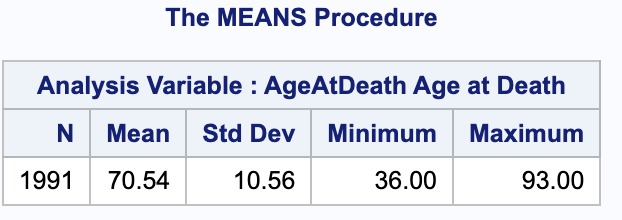 The MEANS Procedure
Analysis Variable : AgeAtDeath Age at Death
N Mean Std Dev Minimum Maximum
1991 70.54 10.56 36.00 93.00